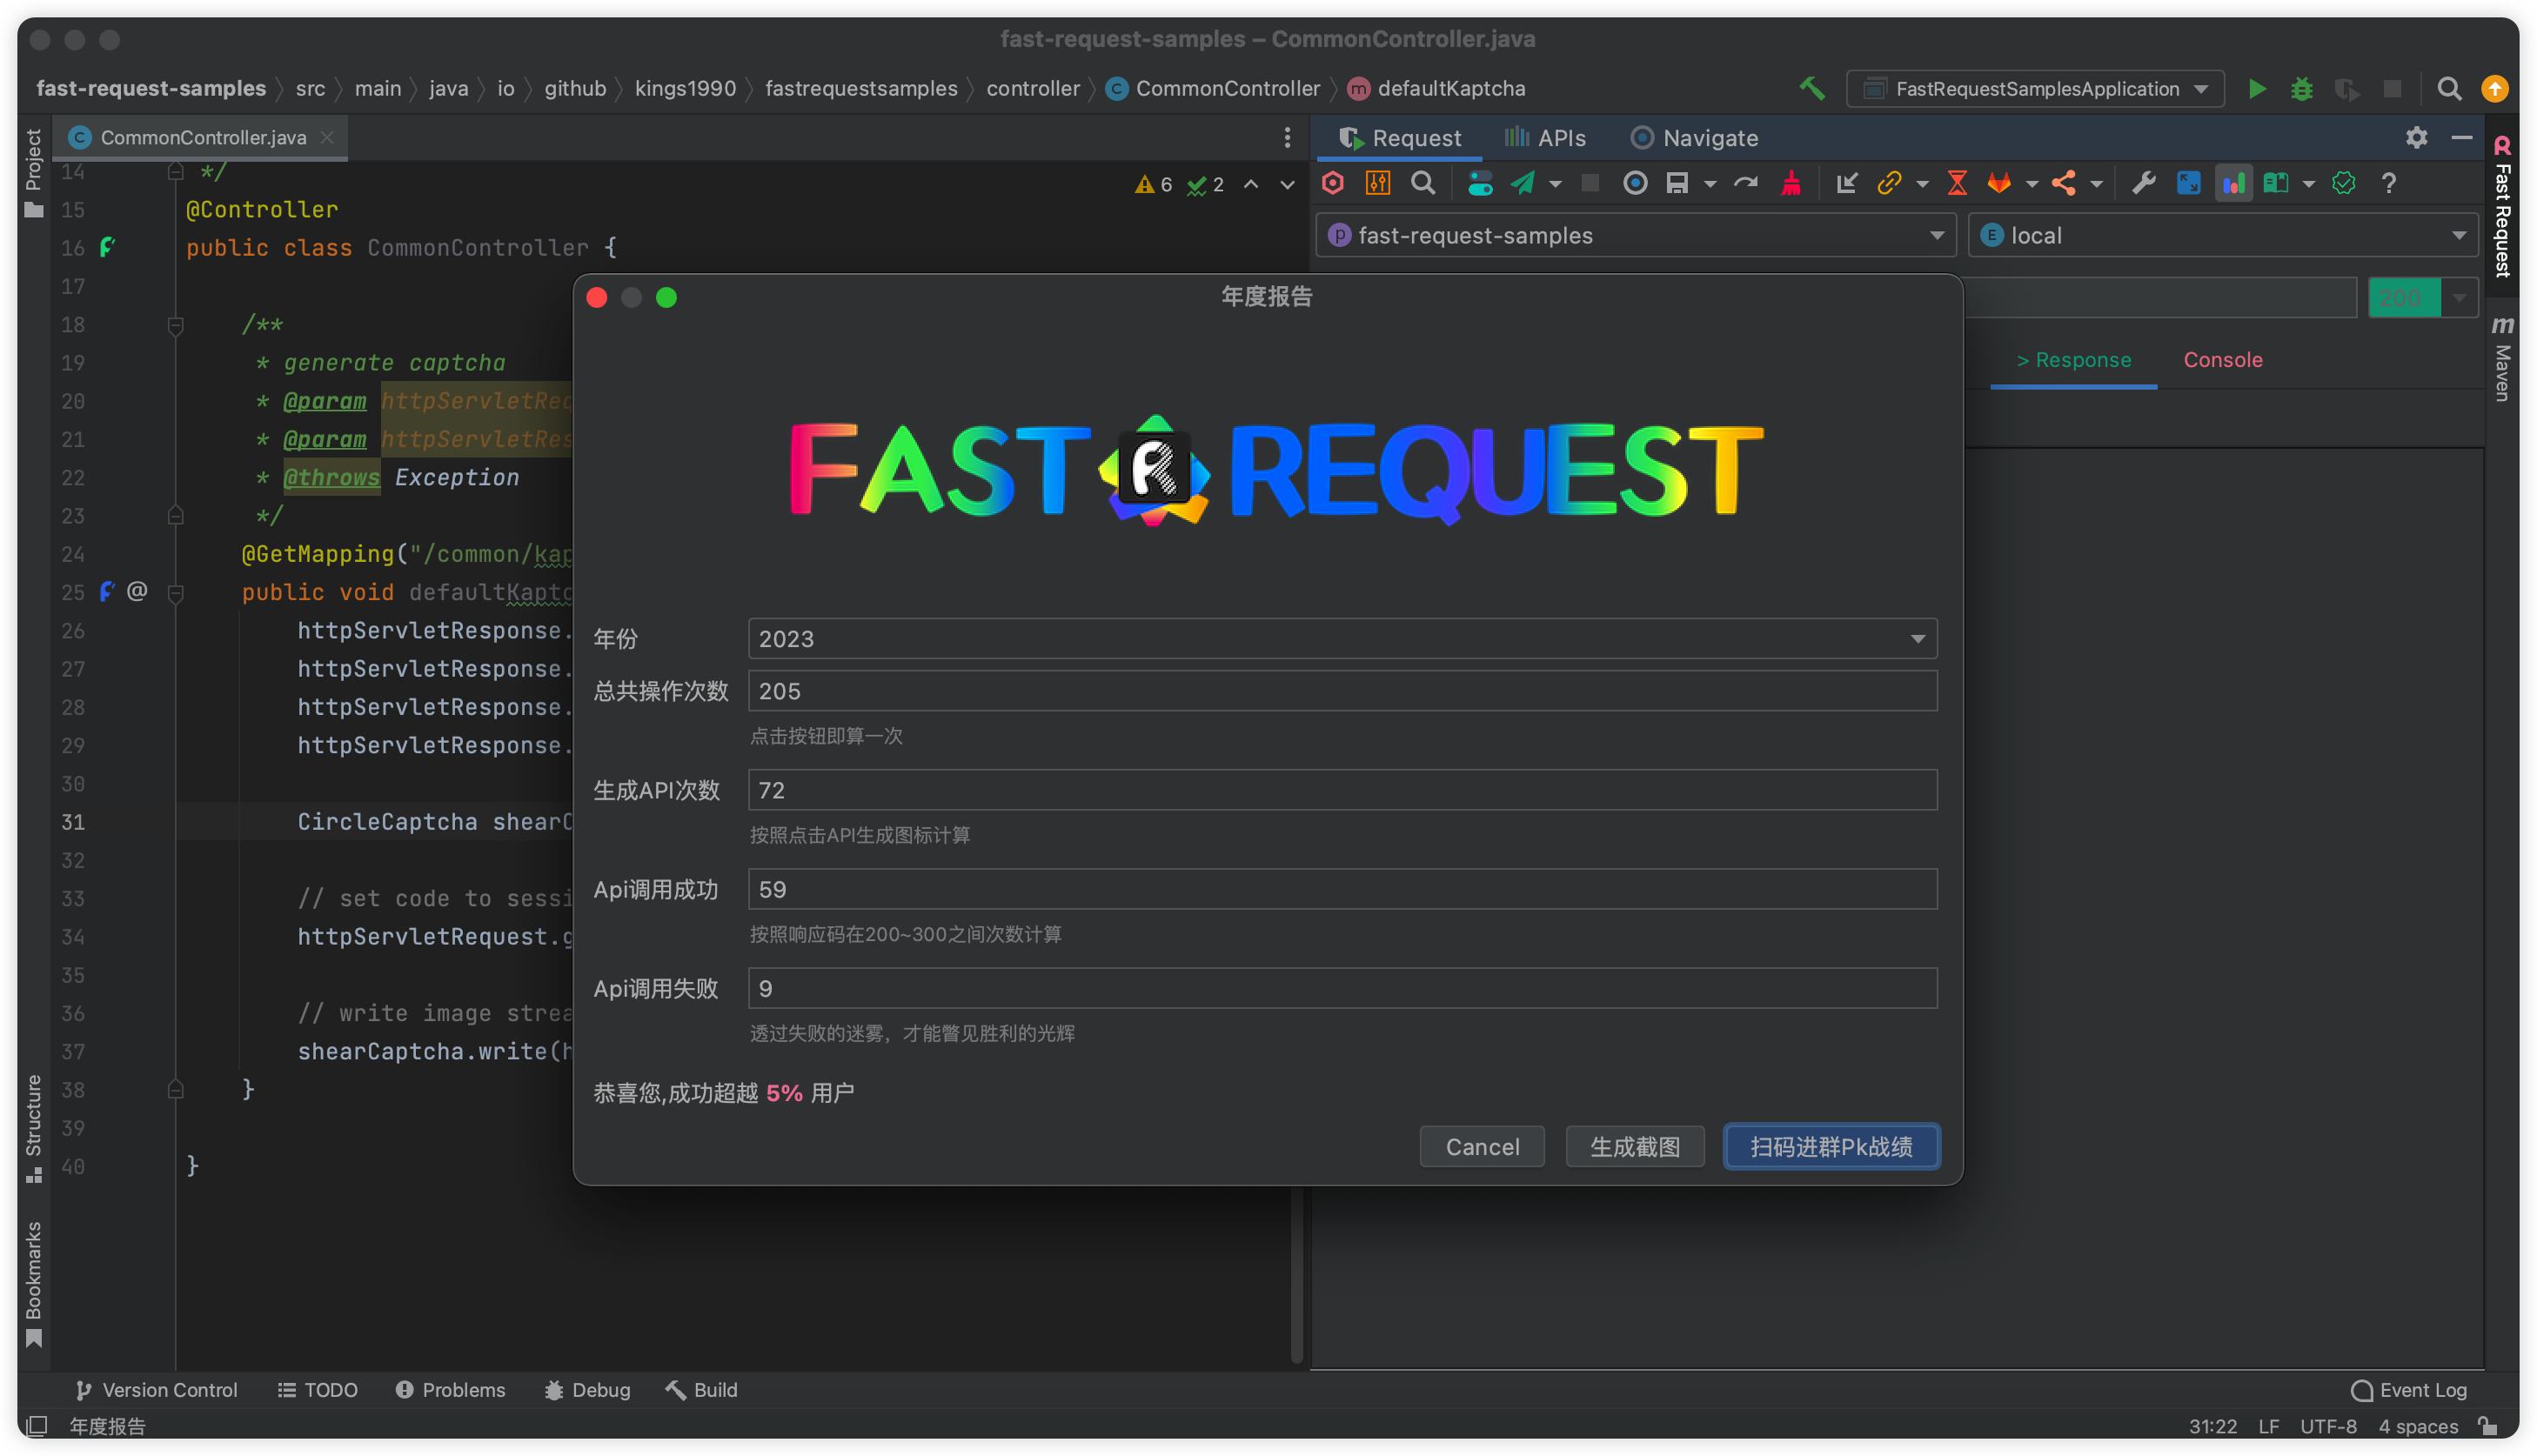 fast-request-samples – CommonController.java
fast-request-samples src main java io github kings1990 fastrequestsamples controller CommonController defaultKaptcha
FastRequestSamplesApplication
Project
CommonController.java
Request APIs Navigate
14 */
6 2
15 @Controller
16 public class CommonController {
17
18 /**
19 * generate captcha
20 * @param httpServletReq
21 * @param httpServletRes
22 * @throws Exception
23 */
24 @GetMapping("/common/kap
25 @ public void defaultKaptc
26 httpServletResponse.
27 httpServletResponse.
28 httpServletResponse.
29 httpServletResponse.
30
31 CircleCaptcha shearC
32
33 // set code to sessi
34 httpServletRequest.g
35
36 // write image strea
37 shearCaptcha.write(h
38 }
39
40 }
fast-request-samples
local
200
> Response Console
Fast Request
Maven
年度报告
FAST REQUEST
年份 2023
总共操作次数 205
点击按钮即算一次
生成API次数 72
按照点击API生成图标计算
Api调用成功 59
按照响应码在200~300之间次数计算
Api调用失败 9
透过失败的迷雾，才能瞥见胜利的光辉
恭喜您,成功超越 5% 用户
Cancel 生成截图 扫码进群Pk战绩
Structure
Bookmarks
Version Control TODO Problems Debug Build Event Log
年度报告 31:22 LF UTF-8 4 spaces